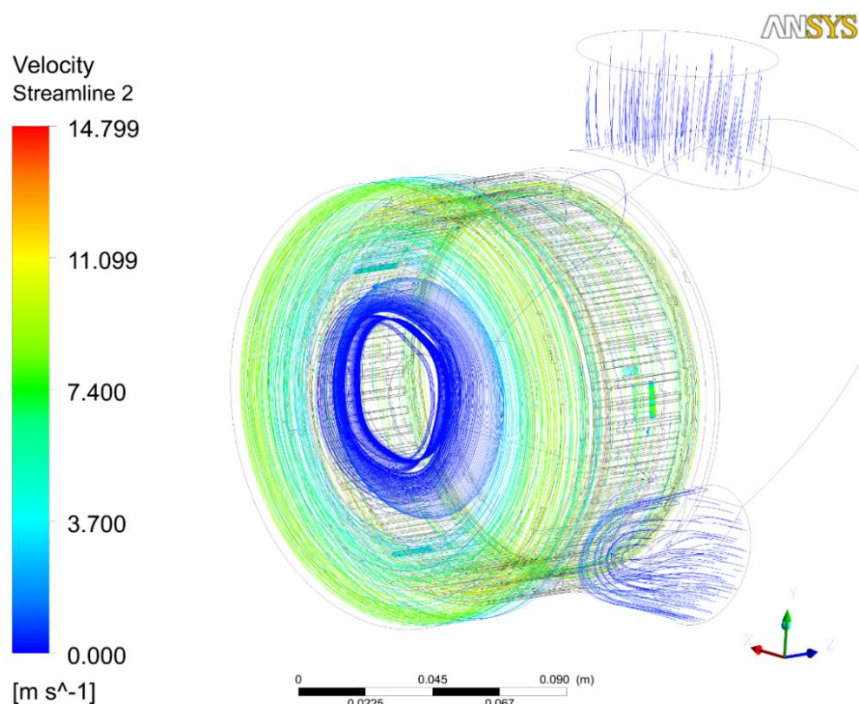 ANSYS
Velocity
Streamline 2
14.799
11.099
7.400
3.700
0.000
[m s^-1]
0 0.045 0.090 (m)
0.0225 0.067
Y
X Z